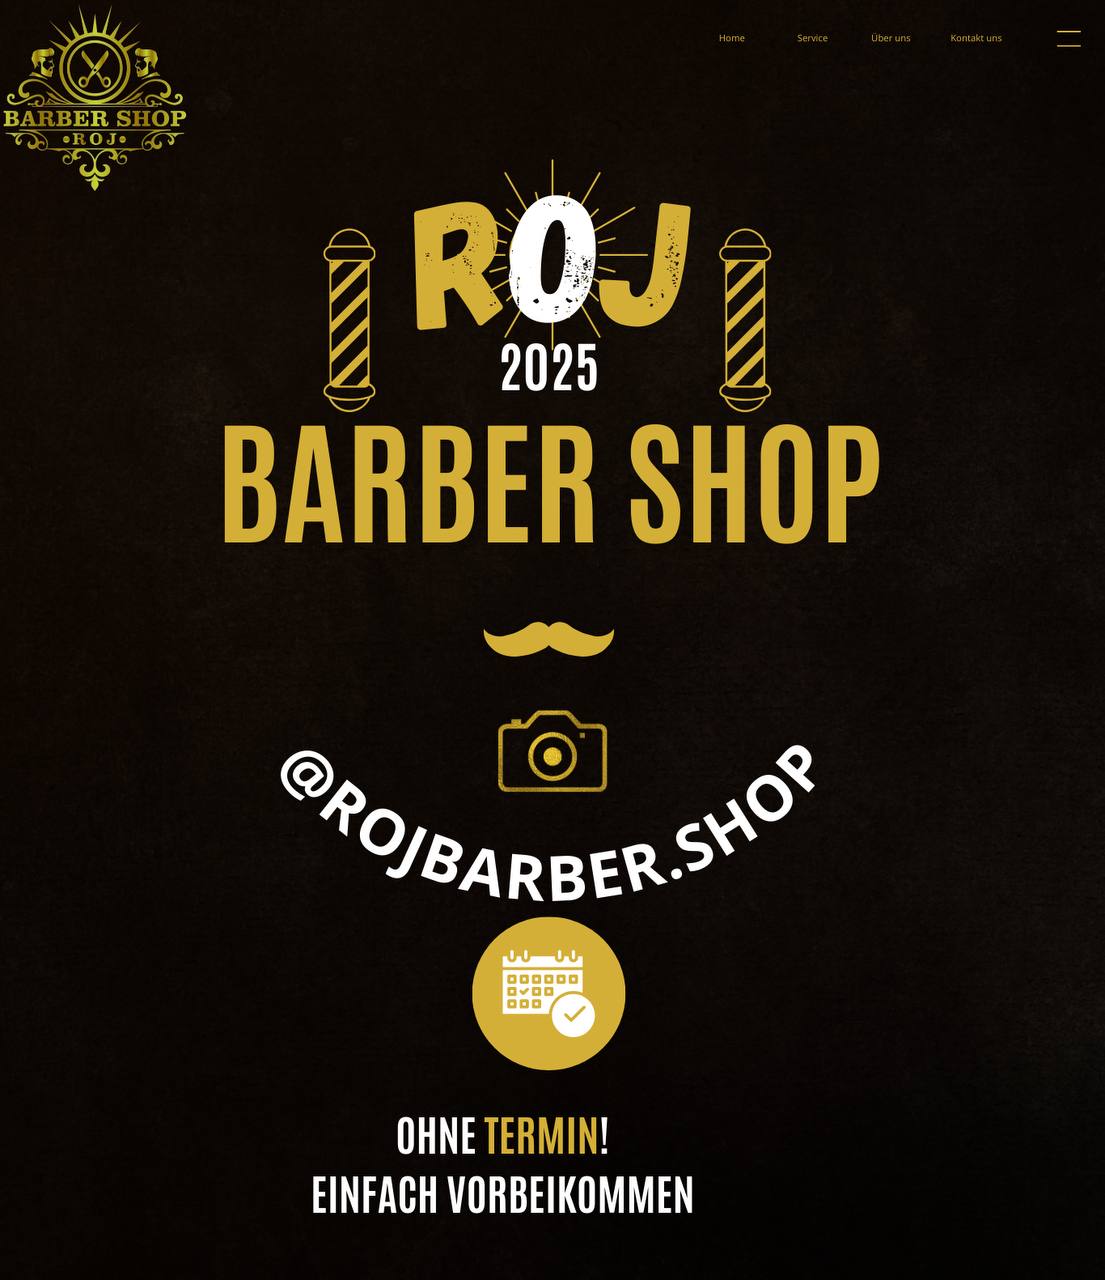 BARBER SHOP
ROJ
Home Service Über uns Kontakt uns
ROJ
2025
BARBER SHOP
@ROJBARBER.SHOP
OHNE TERMIN!
EINFACH VORBEIKOMMEN